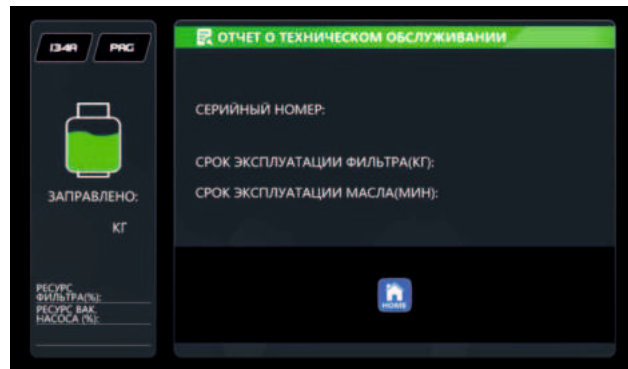 134A PAG
ЗАПРАВЛЕНО:
КГ
РЕСУРС
ФИЛЬТРА(%):
РЕСУРС ВАК.
НАСОСА (%):
ОТЧЕТ О ТЕХНИЧЕСКОМ ОБСЛУЖИВАНИИ
СЕРИЙНЫЙ НОМЕР:
СРОК ЭКСПЛУАТАЦИИ ФИЛЬТРА(КГ):
СРОК ЭКСПЛУАТАЦИИ МАСЛА(МИН):
HOME